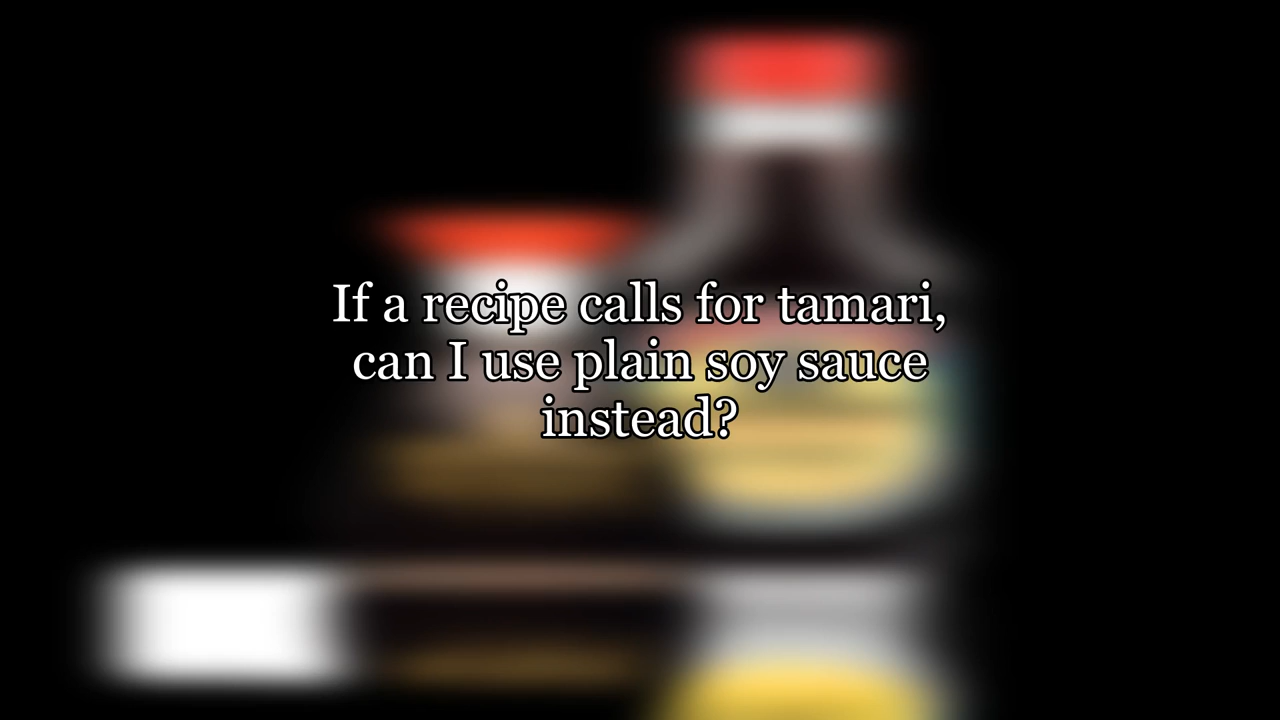 If a recipe calls for tamari,
can I use plain soy sauce
instead?